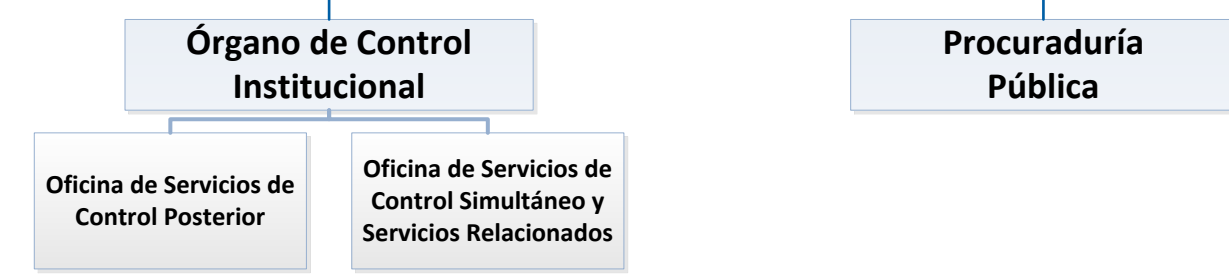 Órgano de Control
Institucional
Procuraduría
Pública
Oficina de Servicios de
Control Posterior
Oficina de Servicios de
Control Simultáneo y
Servicios Relacionados